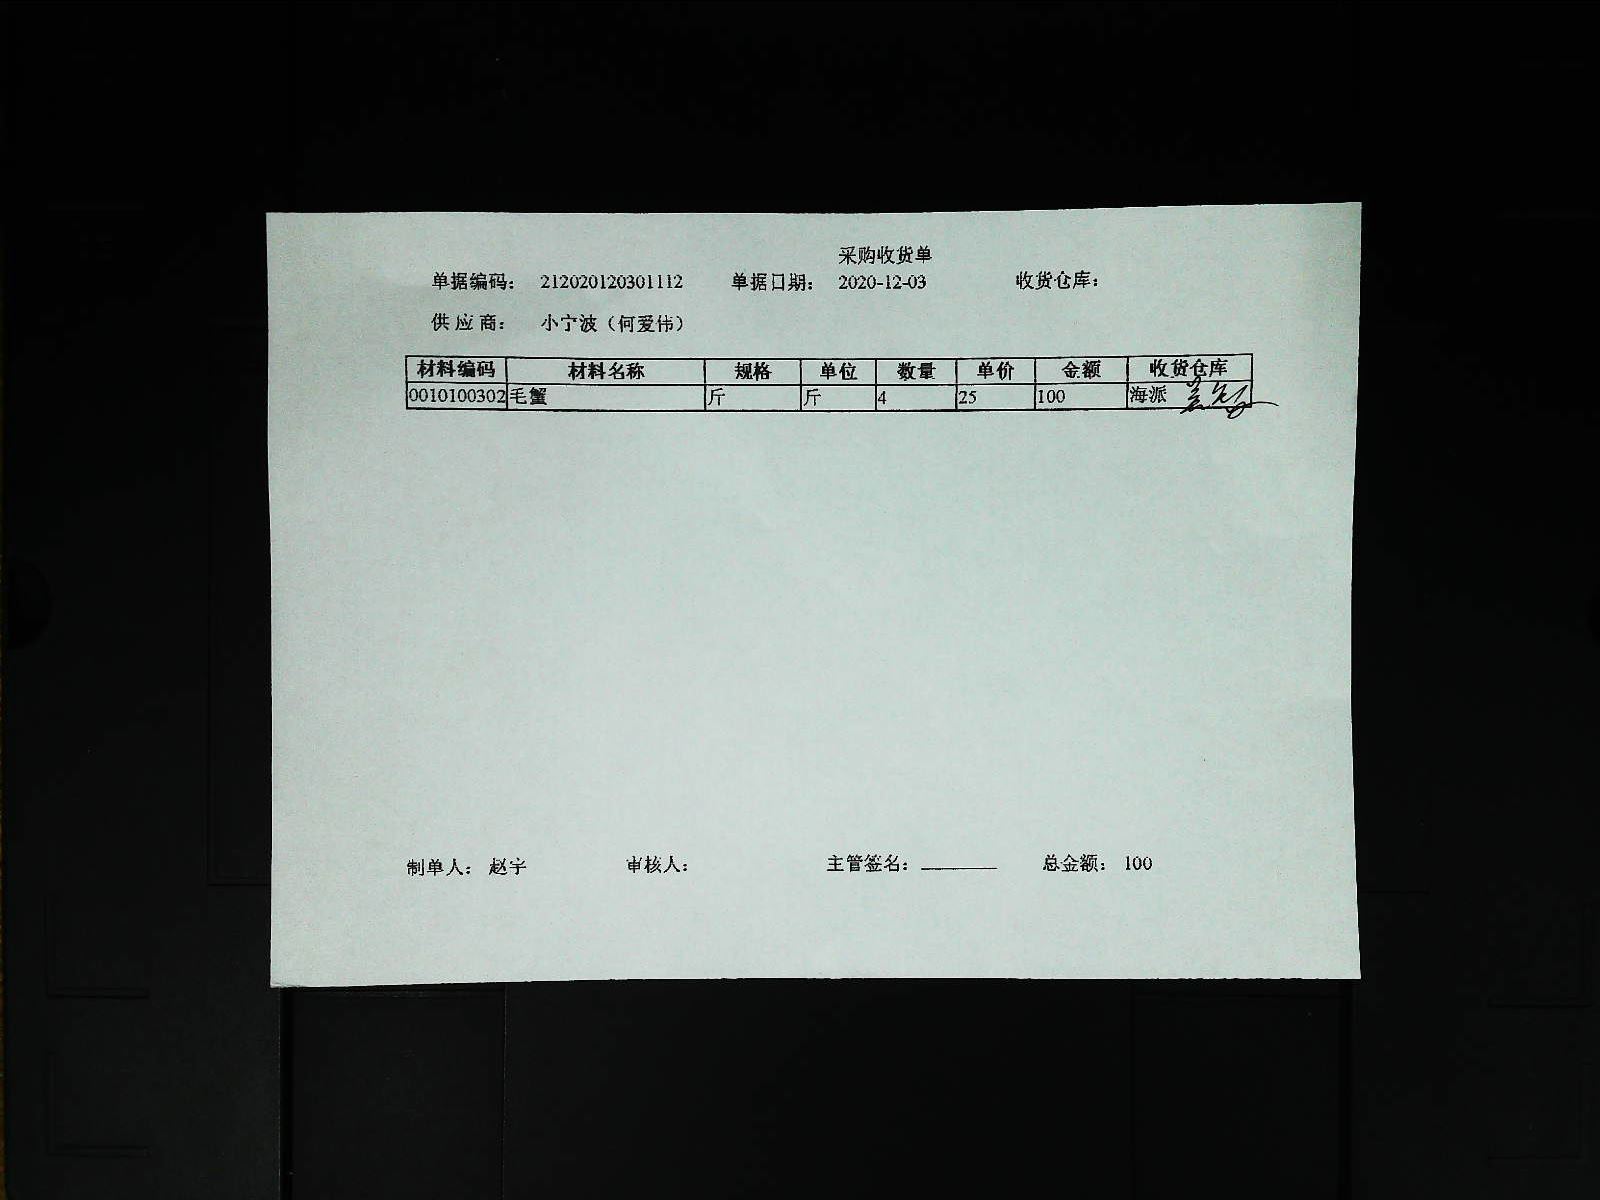 采购收货单
单据编码： 212020120301112 单据日期： 2020-12-03 收货仓库：
供 应 商： 小宁波（何爱伟）
材料编码 材料名称 规格 单位 数量 单价 金额 收货仓库
0010100302 毛蟹 斤 斤 4 25 100 海派
制单人： 赵宇 审核人： 主管签名： 总金额： 100